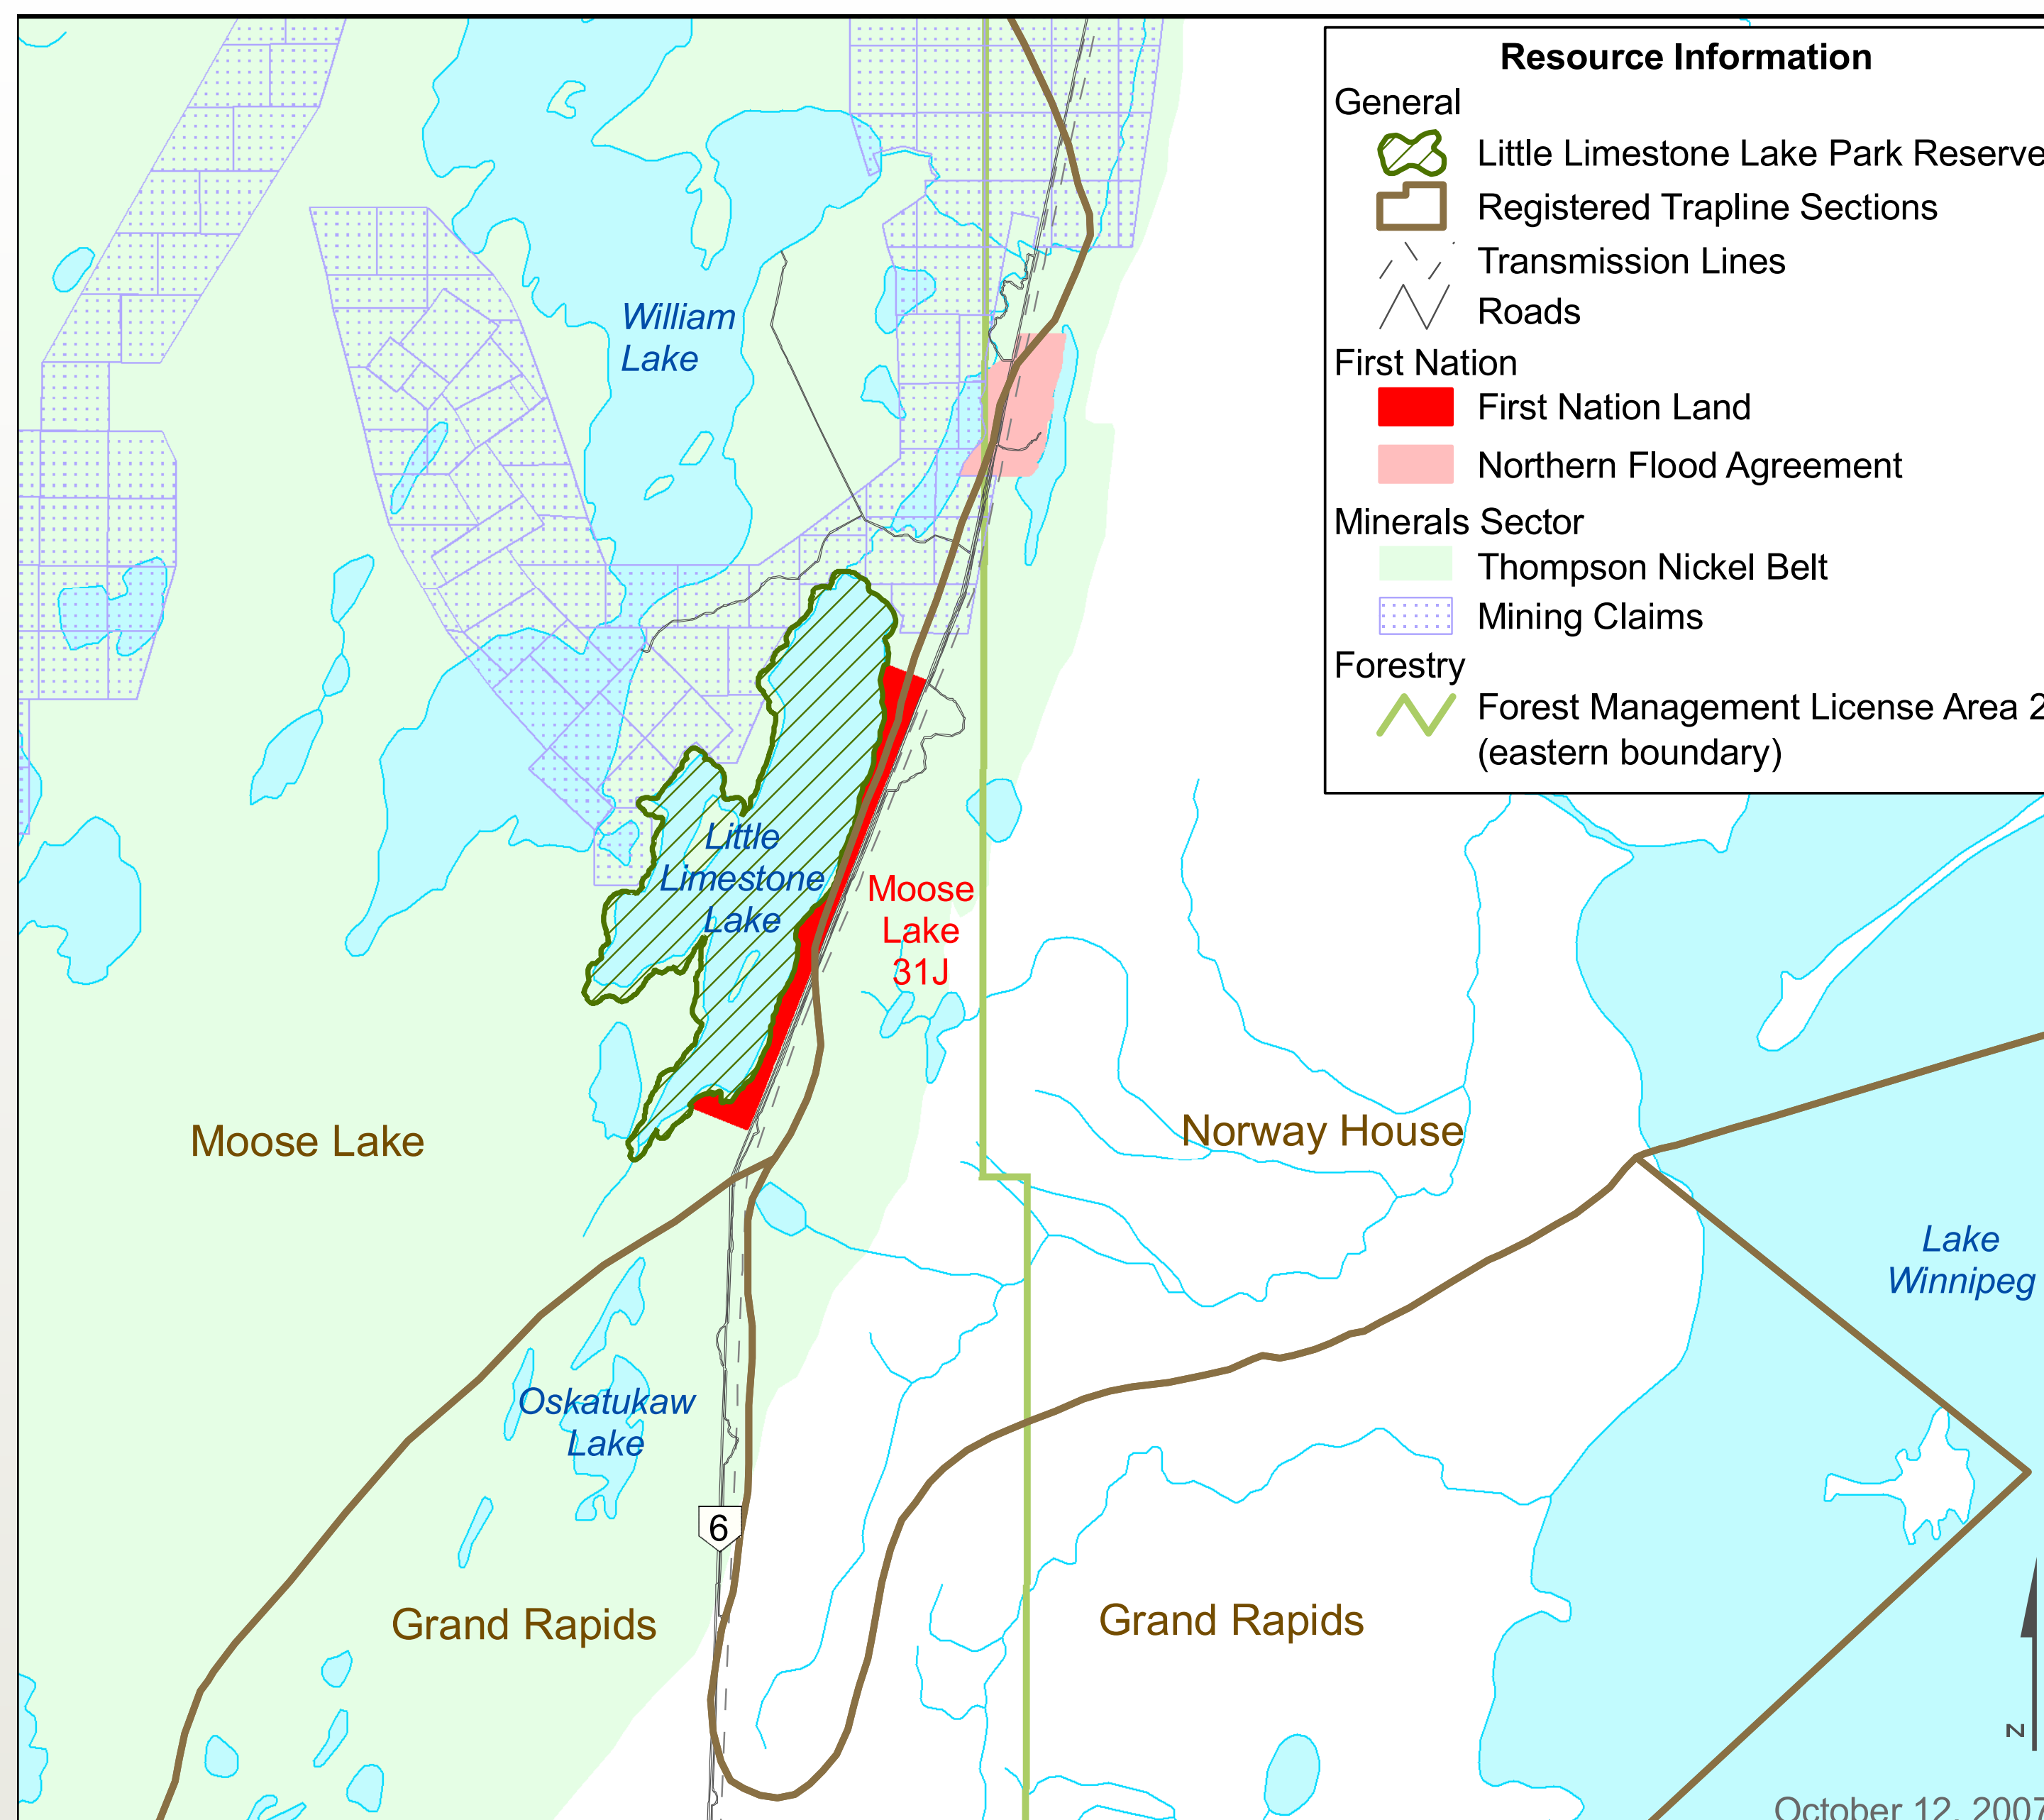 Resource Information
General
Little Limestone Lake Park Reserve
Registered Trapline Sections
Transmission Lines
Roads
First Nation
First Nation Land
Northern Flood Agreement
Minerals Sector
Thompson Nickel Belt
Mining Claims
Forestry
Forest Management License Area 2
(eastern boundary)
William
Lake
Little
Limestone
Lake
Moose
Lake
31J
Moose Lake
Norway House
Lake
Winnipeg
Oskatukaw
Lake
6
Grand Rapids
Grand Rapids
N
October 12, 2007